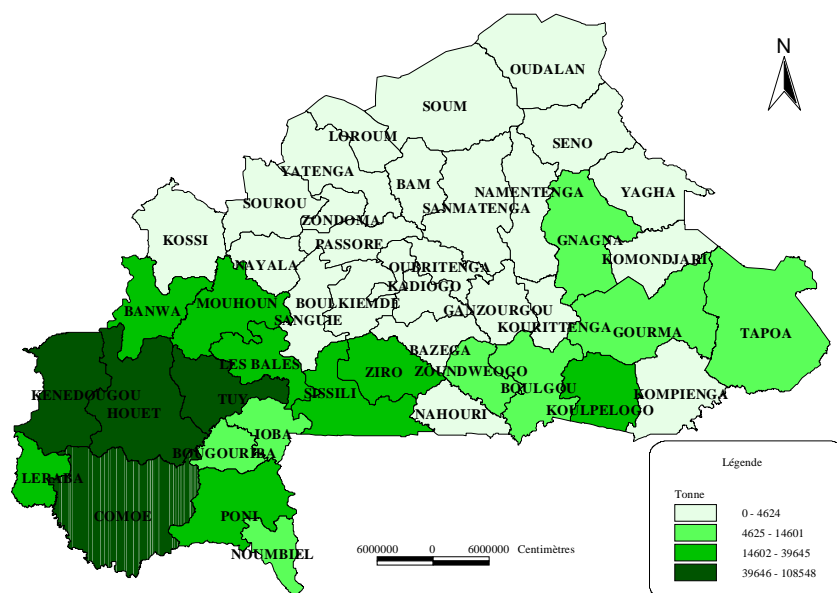 N
OUDALAN
SOUM
LOROUM
SENO
YATENGA
BAM
NAMENTENGA
YAGHA
SOUROU
SANMATENGA
ZONDOMA
KOSSI
PASSORE
GNAGNA
KOMONDJARI
NAYALA
OUBRITENGA
KADIOGO
BANWA
MOUHOUN
BOULKIEMDE
GANZOURGOU
SANGUIE
KOURITTENGA
GOURMA
TAPOA
BAZEGA
LES BALES
ZIRO
ZOUNDWEOGO
BOULGOU
KOMPIENGA
KENEDOUGOU
TUY
SISSILI
HOUET
NAHOURI
KOULPELOGO
IOBA
BOUGOURIBA
LERABA
COMOE
PONI
NOUMBIEL
6000000 0 6000000 Centimètres
Légende
Tonne
0 - 4624
4625 - 14601
14602 - 39645
39646 - 108548